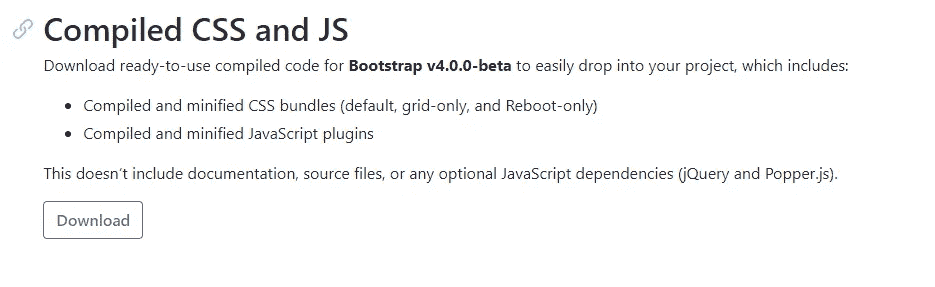 Compiled CSS and JS
Download ready-to-use compiled code for Bootstrap v4.0.0-beta to easily drop into your project, which includes:
• Compiled and minified CSS bundles (default, grid-only, and Reboot-only)
• Compiled and minified JavaScript plugins
This doesn’t include documentation, source files, or any optional JavaScript dependencies (jQuery and Popper.js).
Download